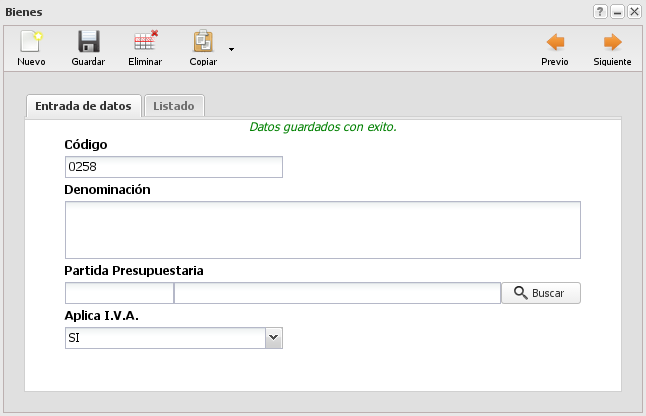 Bienes
?
Nuevo Guardar Eliminar Copiar Previo Siguiente
Entrada de datos Listado
Datos guardados con exito.
Código
0258
Denominación
Partida Presupuestaria
Buscar
Aplica I.V.A.
SI